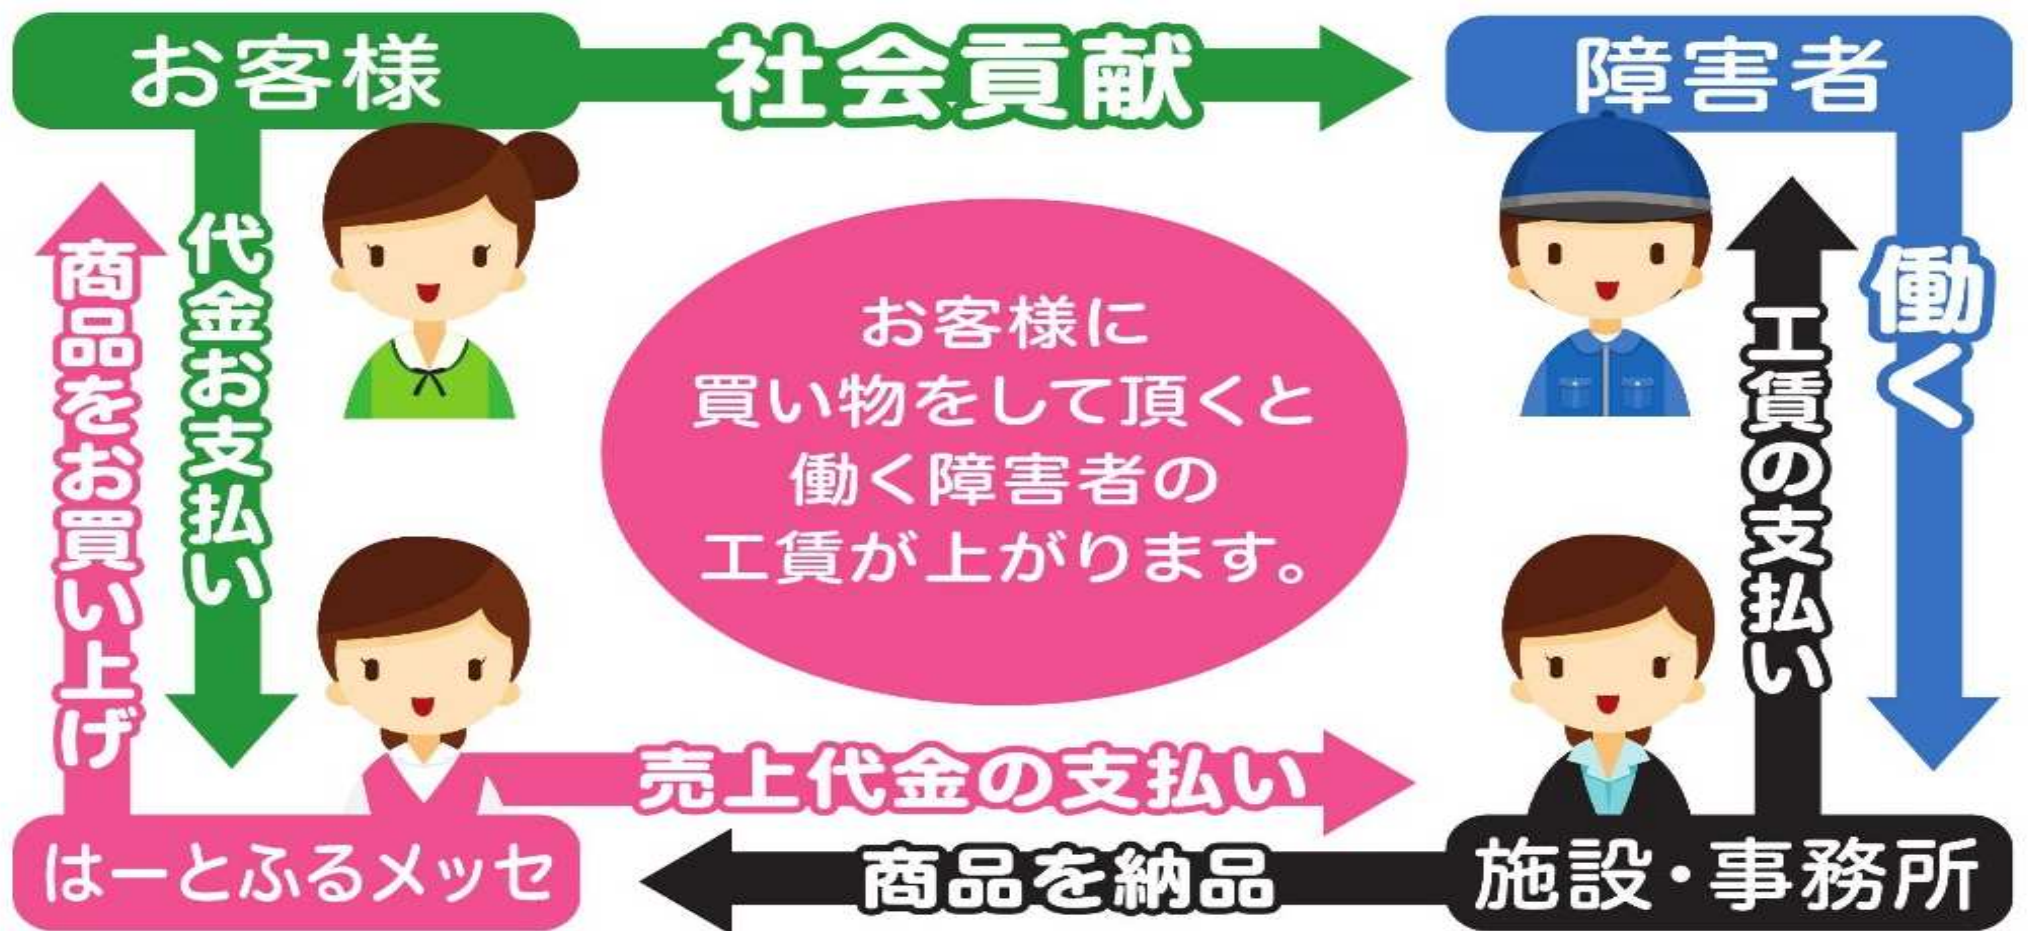 お客様
社会貢献
障害者
商品をお買い上げ
代金お支払い
お客様に
買い物をして頂くと
働く障害者の
工賃が上がります。
工賃の支払い
働く
売上代金の支払い
はーとふるメッセ
商品を納品
施設・事務所